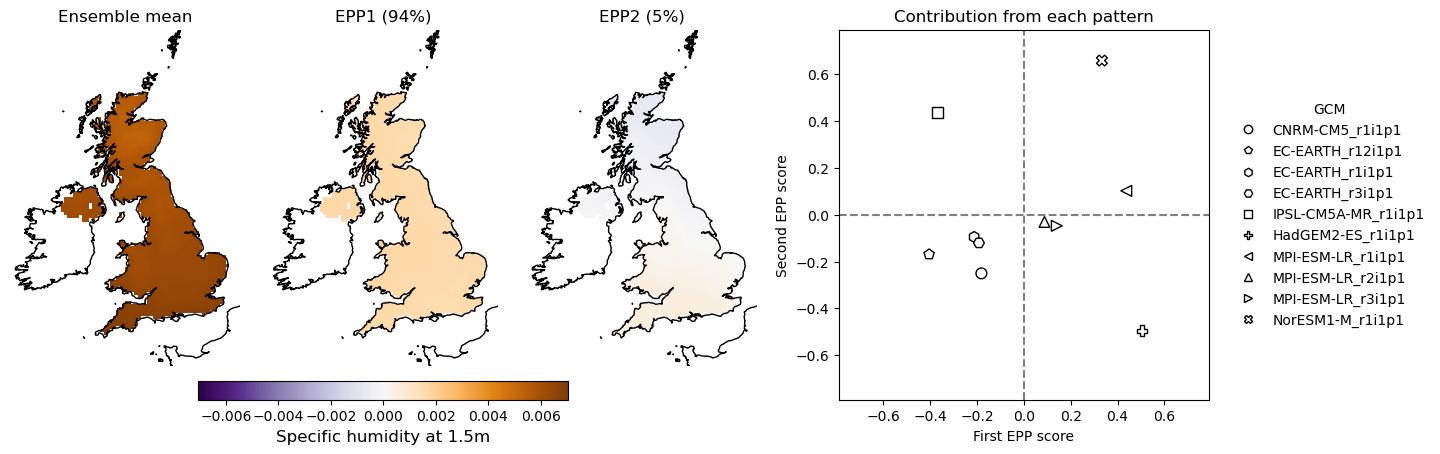 Ensemble mean
EPP1 (94%)
EPP2 (5%)
−0.006
−0.004
−0.002
0.000
0.002
0.004
0.006
Specific humidity at 1.5m
Contribution from each pattern
Second EPP score
0.6
0.4
0.2
0.0
−0.2
−0.4
−0.6
−0.6
−0.4
−0.2
0.0
0.2
0.4
0.6
First EPP score
GCM
CNRM-CM5_r1i1p1
EC-EARTH_r12i1p1
EC-EARTH_r1i1p1
EC-EARTH_r3i1p1
IPSL-CM5A-MR_r1i1p1
HadGEM2-ES_r1i1p1
MPI-ESM-LR_r1i1p1
MPI-ESM-LR_r2i1p1
MPI-ESM-LR_r3i1p1
NorESM1-M_r1i1p1